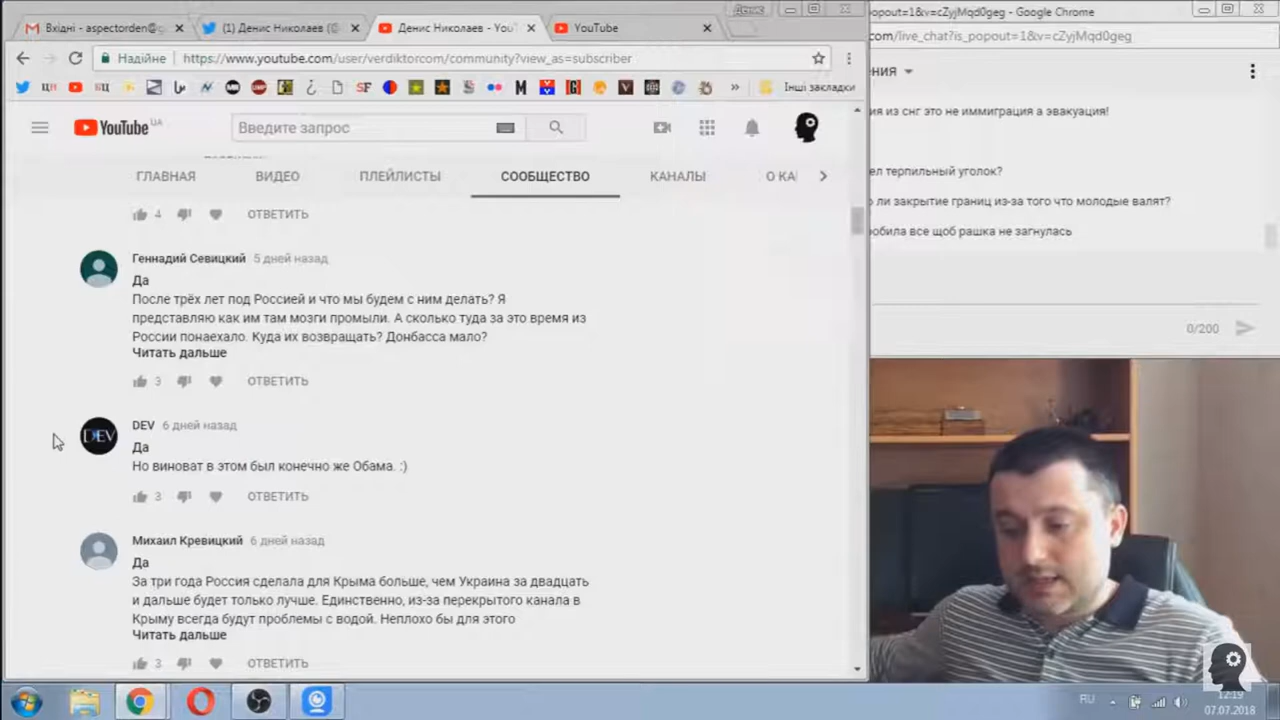 Денис
Вхідні - aspectorden@g
(1) Денис Николаев (@
Денис Николаев - You
YouTube
popout=1&v=cZyjMqd0geg - Google Chrome
Надійне
https://www.youtube.com/user/verdiktorcom/community?view_as=subscriber
com/live_chat?is_popout=1&v=cZyjMqd0geg
Інші закладки
YouTube UA
Введите запрос
ения
ГЛАВНАЯ
ВИДЕО
ПЛЕЙЛИСТЫ
СООБЩЕСТВО
КАНАЛЫ
О КА
4 ОТВЕТИТЬ
Геннадий Севицкий 5 дней назад
Да
После трёх лет под Россией и что мы будем с ним делать? Я
представляю как им там мозги промыли. А сколько туда за это время из
России понаехало. Куда их возвращать? Донбасса мало?
Читать дальше
3 ОТВЕТИТЬ
DEV 6 дней назад
DEV
Да
Но виноват в этом был конечно же Обама. :)
3 ОТВЕТИТЬ
Михаил Кревицкий 6 дней назад
Да
За три года Россия сделала для Крыма больше, чем Украина за двадцать
и дальше будет только лучше. Единственно, из-за перекрытого канала в
Крыму всегда будут проблемы с водой. Неплохо бы для этого
Читать дальше
3 ОТВЕТИТЬ
ия из снг это не иммиграция а эвакуация!
ел терпильный уголок?
о ли закрытие границ из-за того что молодые валят?
обила все щоб рашка не загнулась
0/200
RU
12:19
07.07.2018